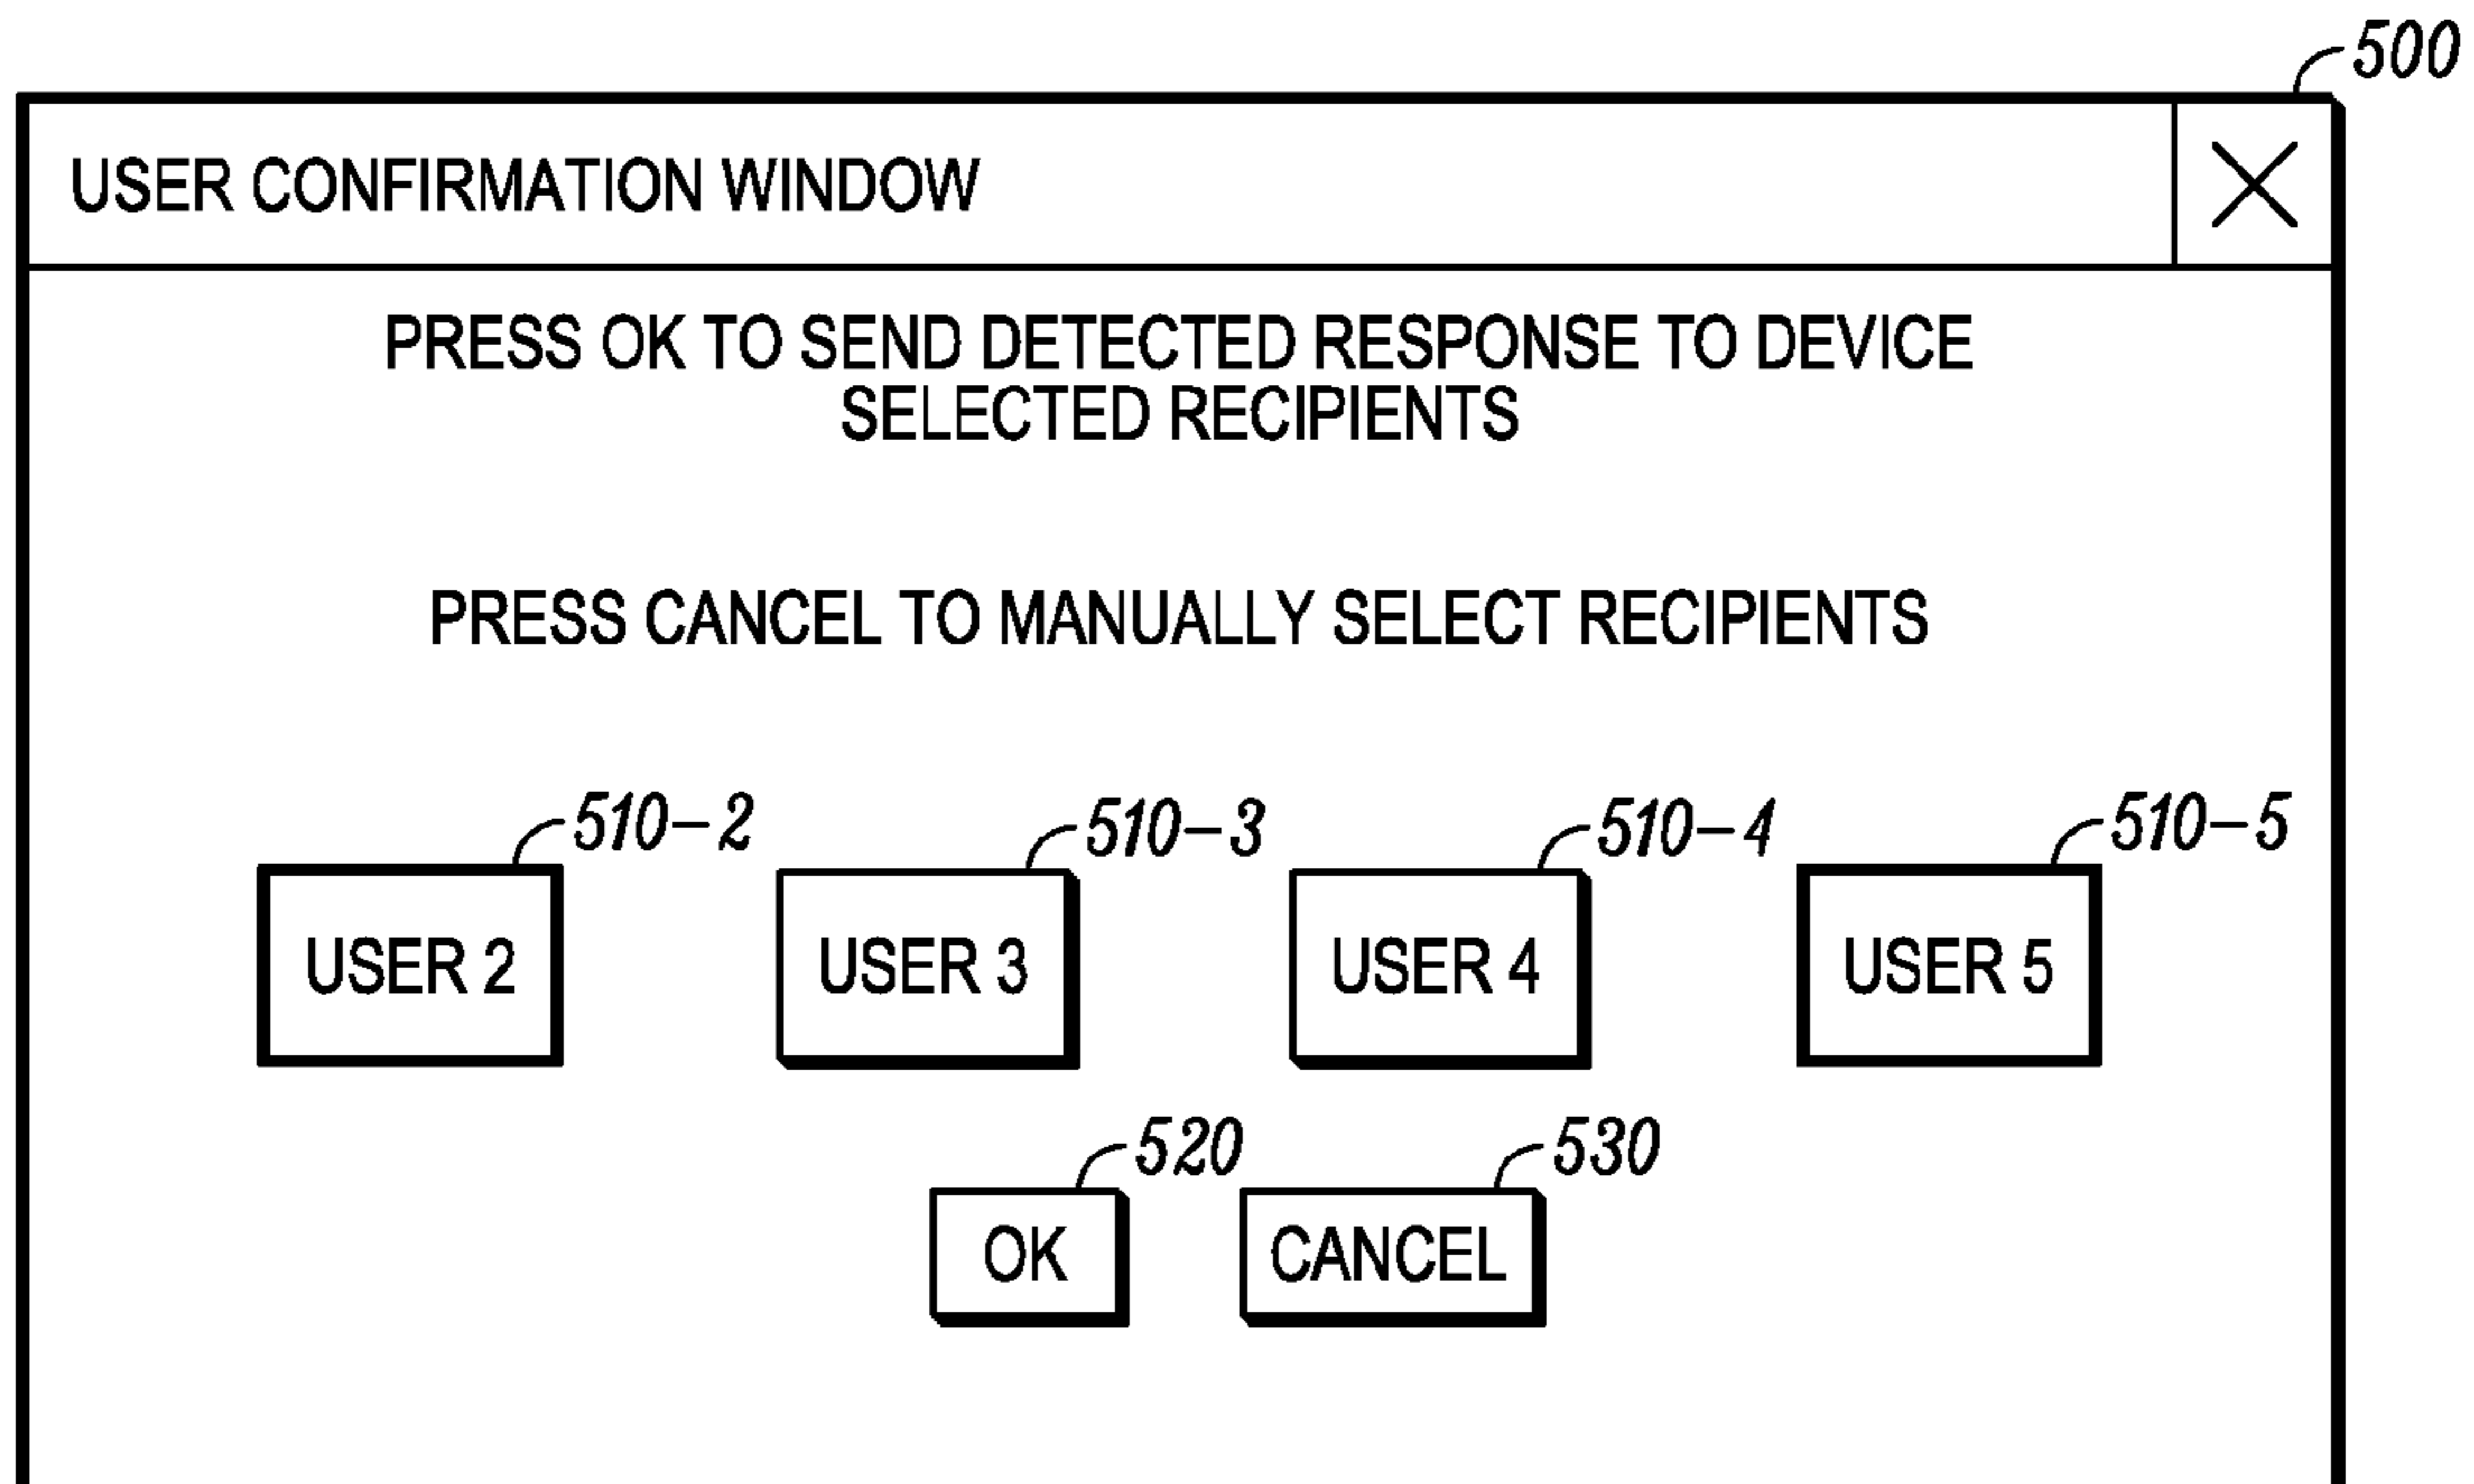 500
USER CONFIRMATION WINDOW
PRESS OK TO SEND DETECTED RESPONSE TO DEVICE
SELECTED RECIPIENTS
PRESS CANCEL TO MANUALLY SELECT RECIPIENTS
510-2 510-3 510-4 510-5
USER 2 USER 3 USER 4 USER 5
520 530
OK CANCEL